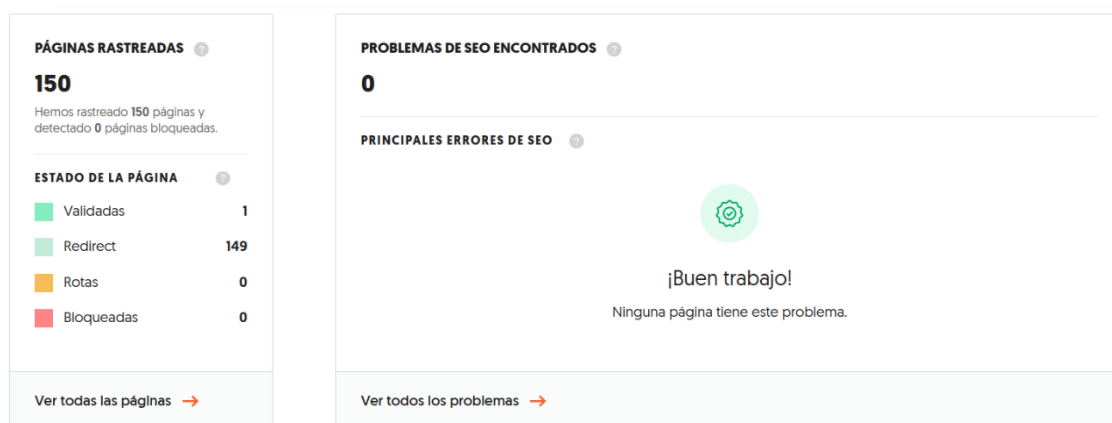 PÁGINAS RASTREADAS ?
150
Hemos rastreado 150 páginas y
detectado 0 páginas bloqueadas.
ESTADO DE LA PÁGINA ?
Validadas 1
Redirect 149
Rotas 0
Bloqueadas 0
Ver todas las páginas →
PROBLEMAS DE SEO ENCONTRADOS ?
0
PRINCIPALES ERRORES DE SEO ?
¡Buen trabajo!
Ninguna página tiene este problema.
Ver todos los problemas →